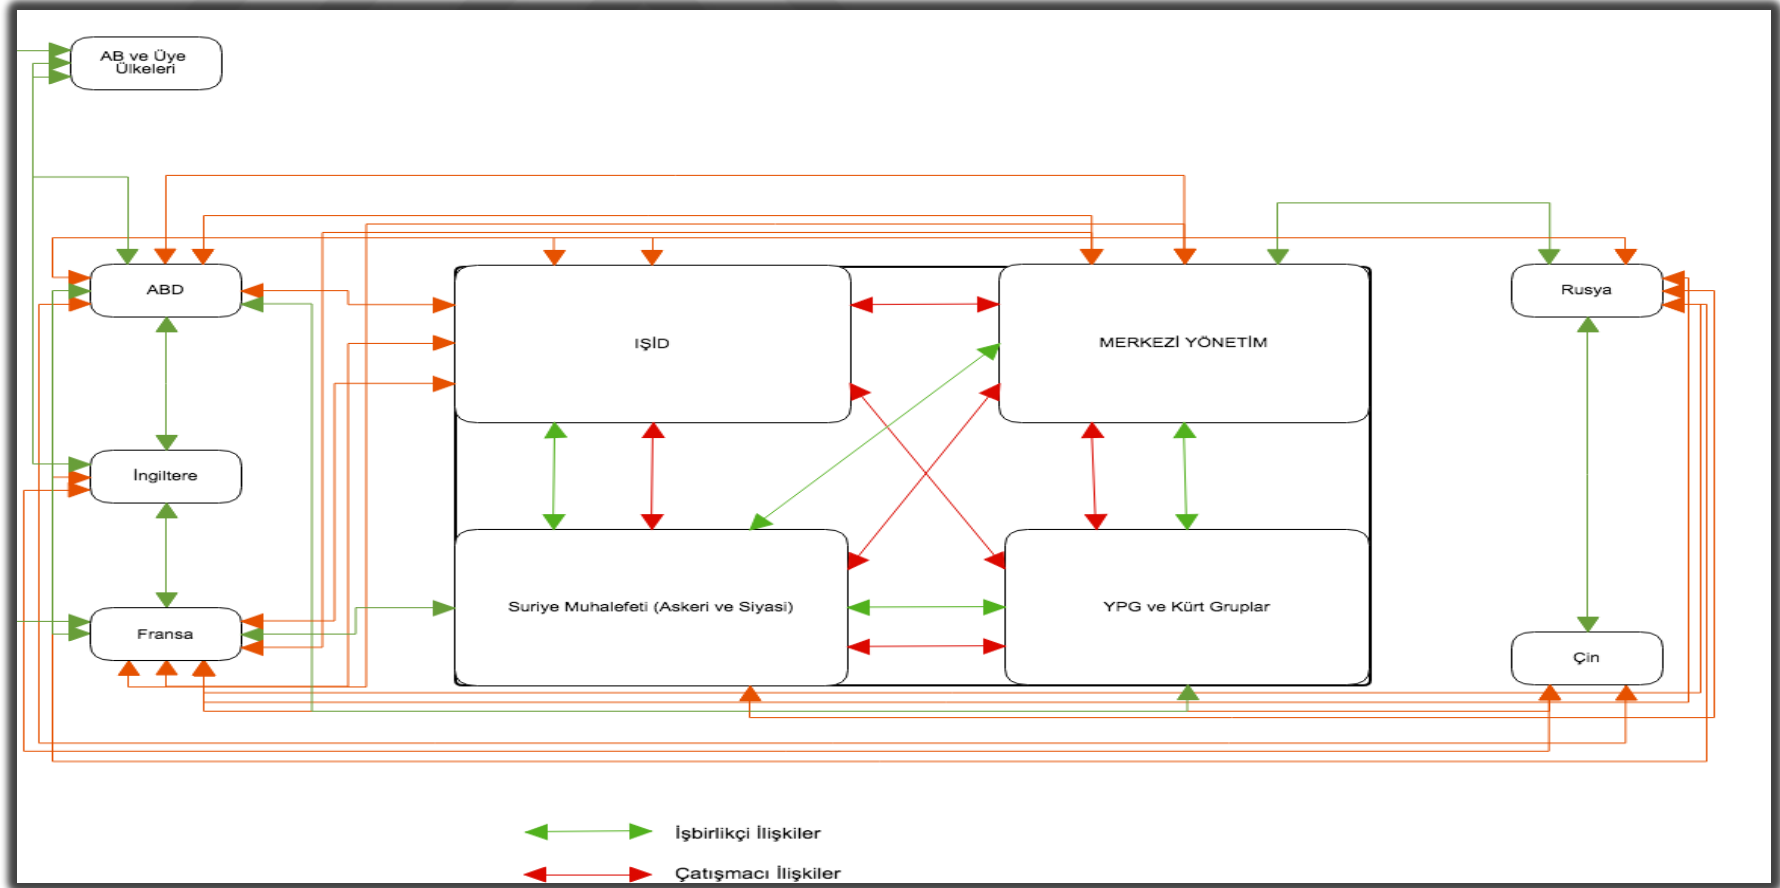 AB ve Üye
Ülkeleri
ABD
IŞİD
MERKEZİ YÖNETİM
Rusya
İngiltere
Suriye Muhalefeti (Askeri ve Siyasi)
YPG ve Kürt Gruplar
Fransa
Çin
İşbirlikçi İlişkiler
Çatışmacı İlişkiler